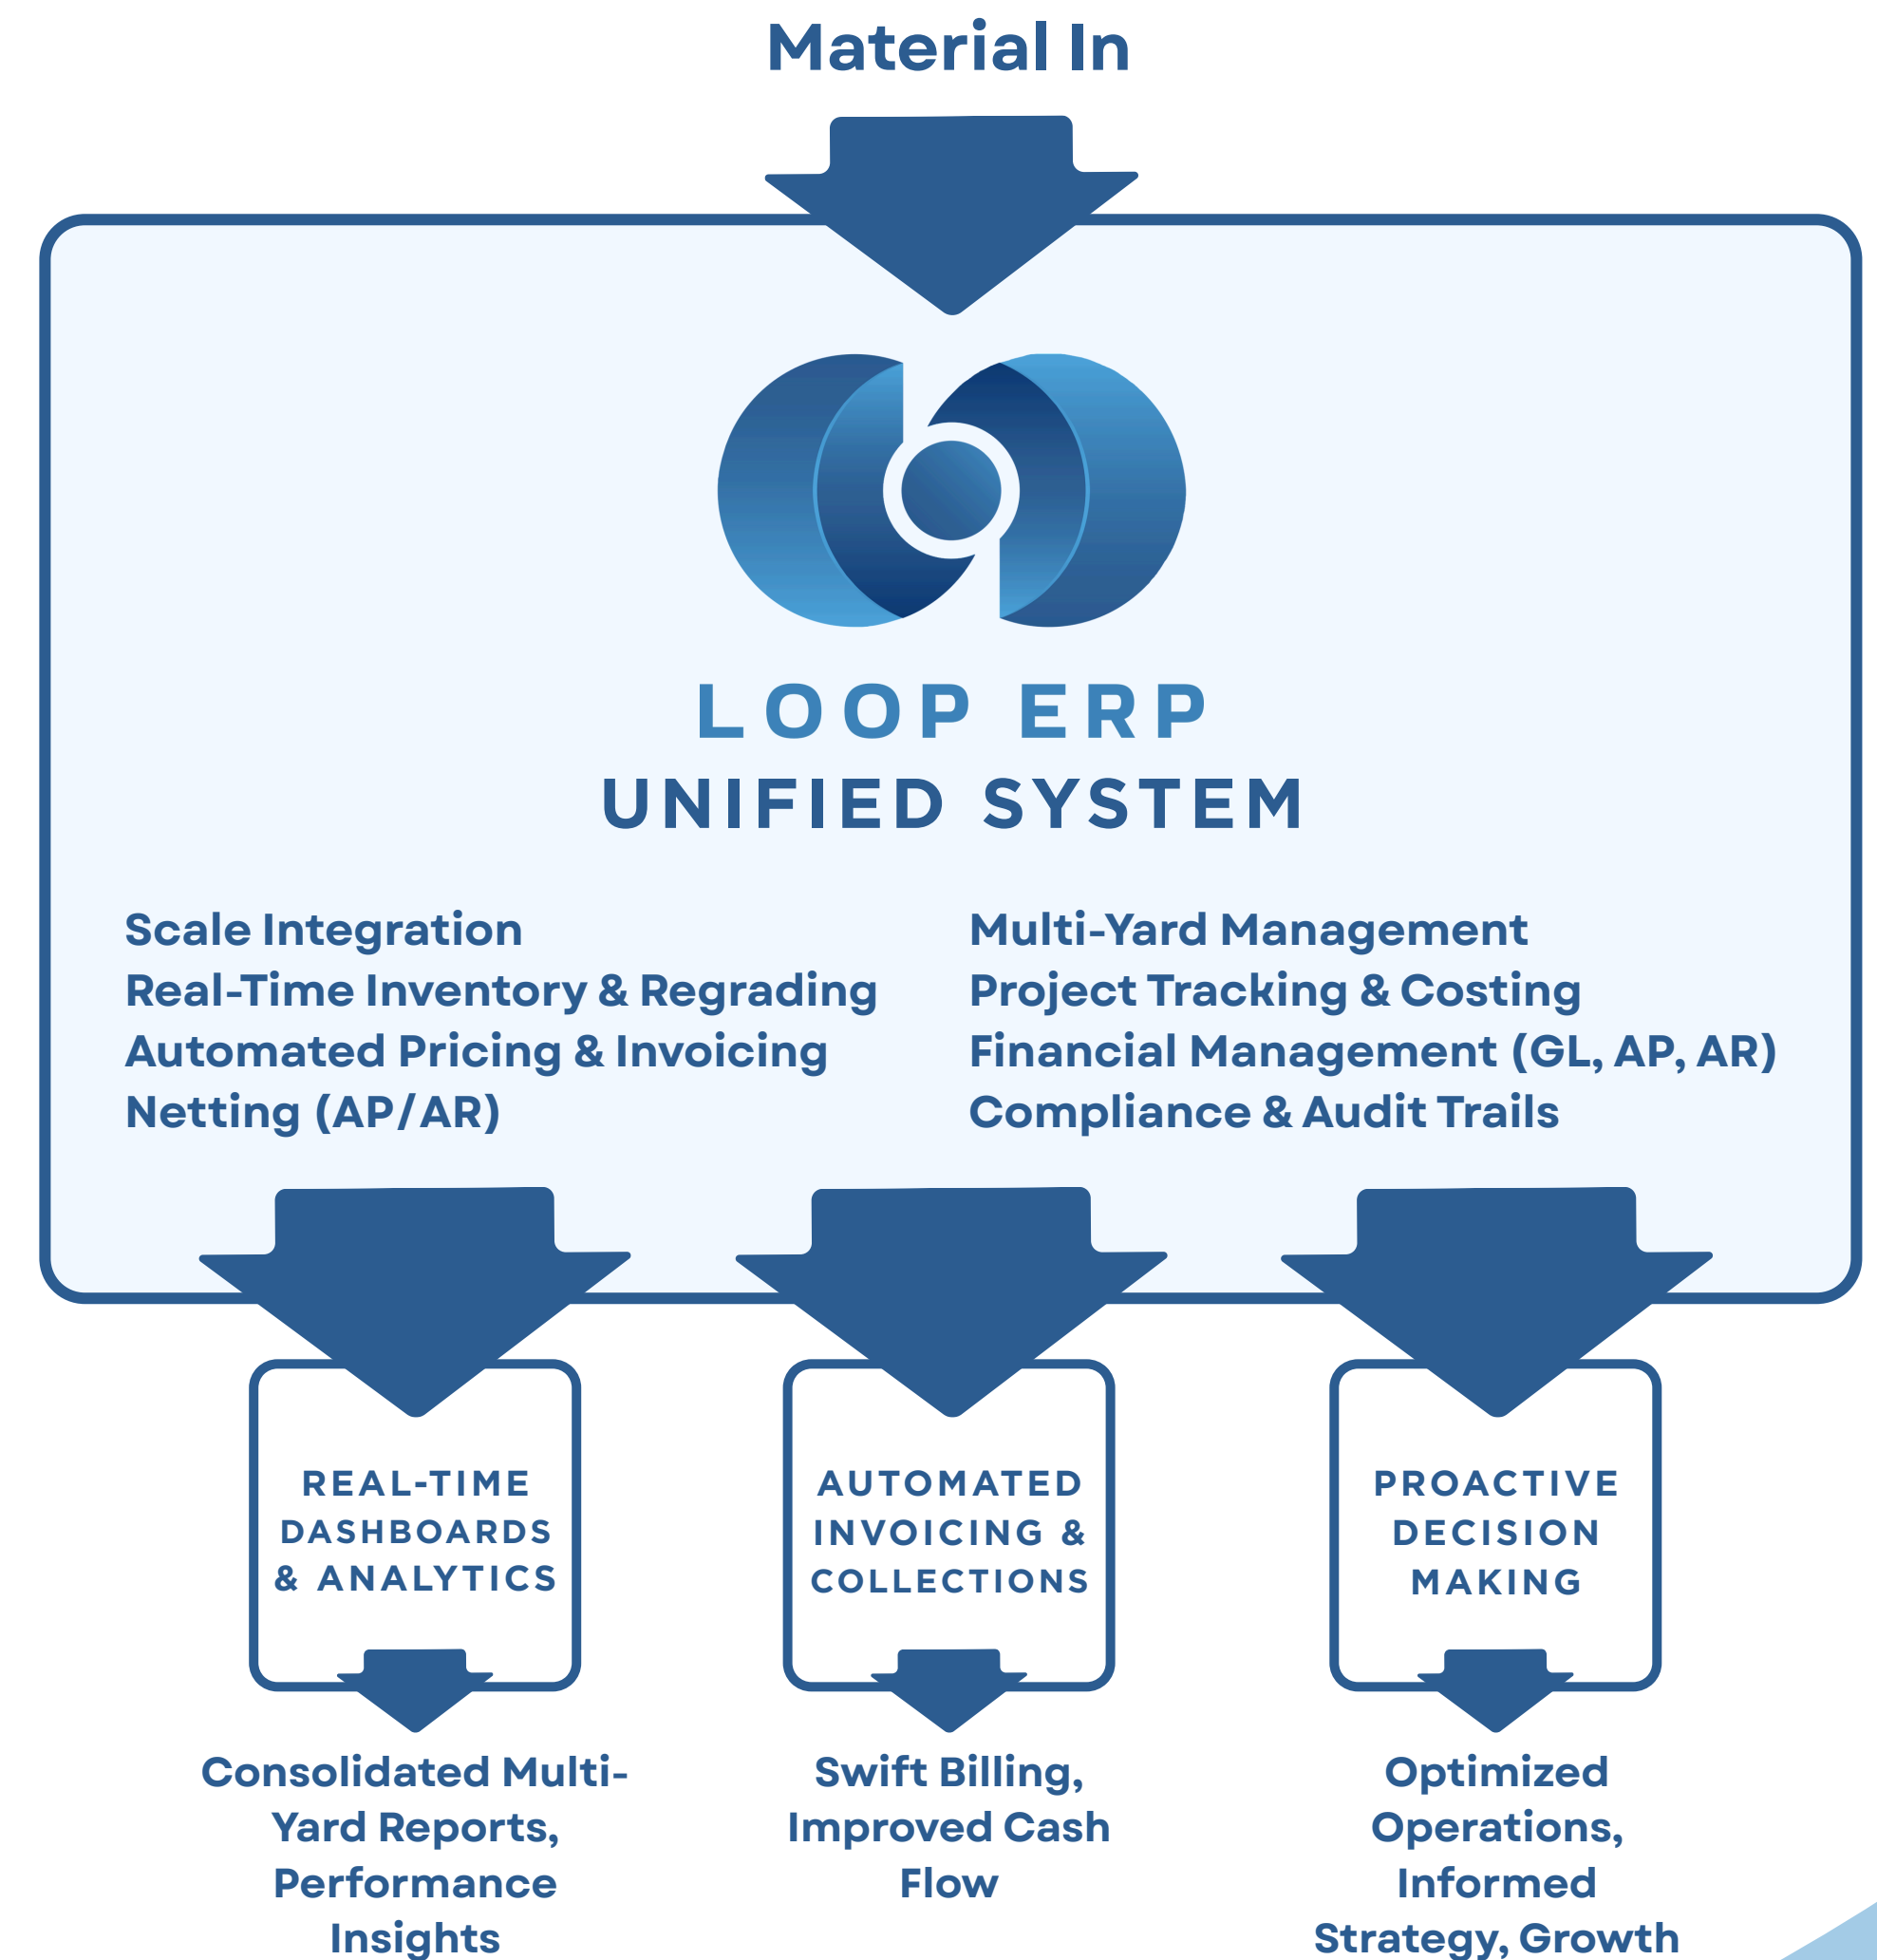 Material In
LOOP ERP
UNIFIED SYSTEM
Scale Integration
Real-Time Inventory & Regrading
Automated Pricing & Invoicing
Netting (AP/AR)
Multi-Yard Management
Project Tracking & Costing
Financial Management (GL, AP, AR)
Compliance & Audit Trails
REAL-TIME
DASHBOARDS
& ANALYTICS
AUTOMATED
INVOICING &
COLLECTIONS
PROACTIVE
DECISION
MAKING
Consolidated Multi-
Yard Reports,
Performance
Insights
Swift Billing,
Improved Cash
Flow
Optimized
Operations,
Informed
Strategy, Growth